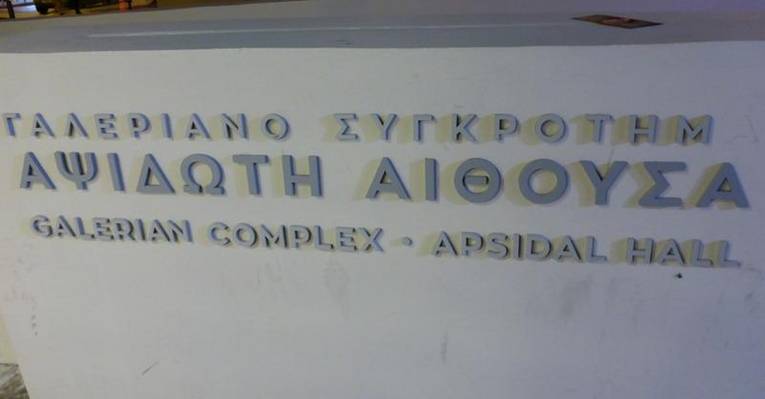 ΓΑΛΕΡΙΑΝΟ ΣΥΓΚΡΟΤΗΜ
ΑΨΙΔΩΤΗ ΑΙΘΟΥΣΑ
GALERIAN COMPLEX • APSIDAL HALL